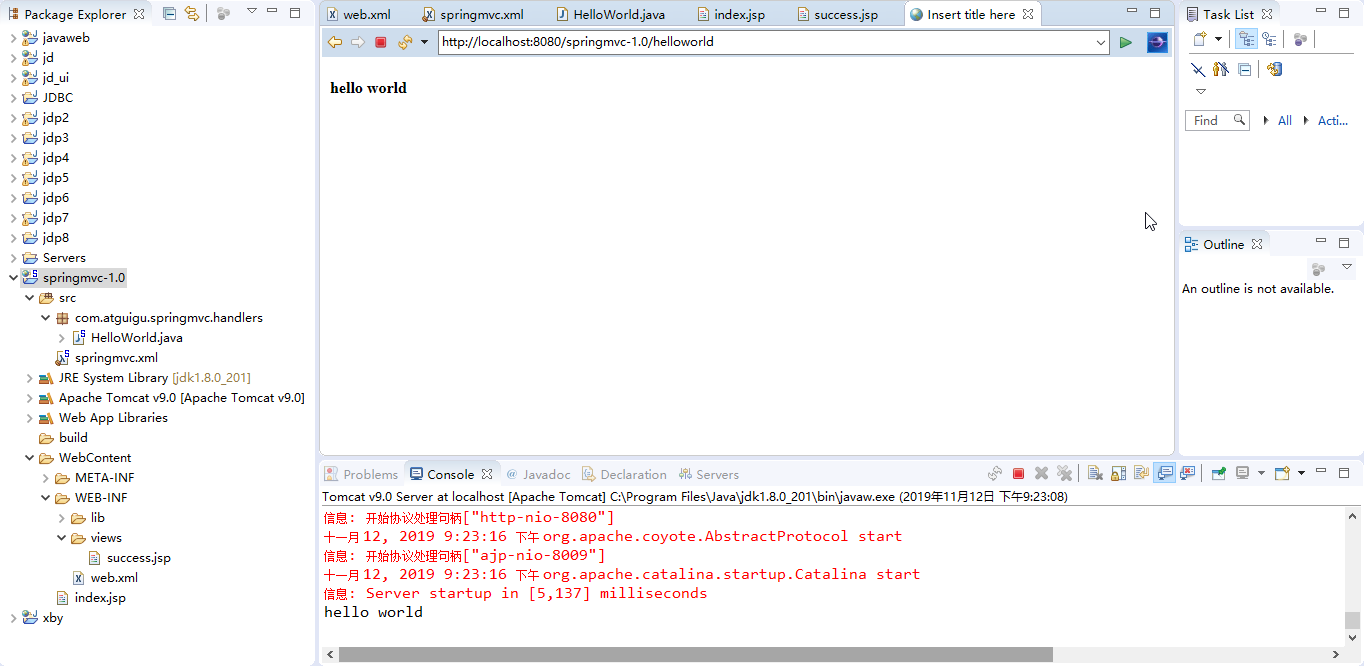 Package Explorer
javaweb
jd
jd_ui
JDBC
jdp2
jdp3
jdp4
jdp5
jdp6
jdp7
jdp8
Servers
springmvc-1.0
src
com.atguigu.springmvc.handlers
HelloWorld.java
springmvc.xml
JRE System Library [jdk1.8.0_201]
Apache Tomcat v9.0 [Apache Tomcat v9.0]
Web App Libraries
build
WebContent
META-INF
WEB-INF
lib
views
success.jsp
web.xml
index.jsp
xby
web.xml springmvc.xml HelloWorld.java index.jsp success.jsp Insert title here
http://localhost:8080/springmvc-1.0/helloworld
hello world
Problems Console Javadoc Declaration Servers
Tomcat v9.0 Server at localhost [Apache Tomcat] C:\Program Files\Java\jdk1.8.0_201\bin\javaw.exe (2019年11月12日 下午9:23:08)
信息: 开始协议处理句柄["http-nio-8080"]
十一月 12, 2019 9:23:16 下午 org.apache.coyote.AbstractProtocol start
信息: 开始协议处理句柄["ajp-nio-8009"]
十一月 12, 2019 9:23:16 下午 org.apache.catalina.startup.Catalina start
信息: Server startup in [5,137] milliseconds
hello world
Task List
Find All Acti...
Outline
An outline is not available.